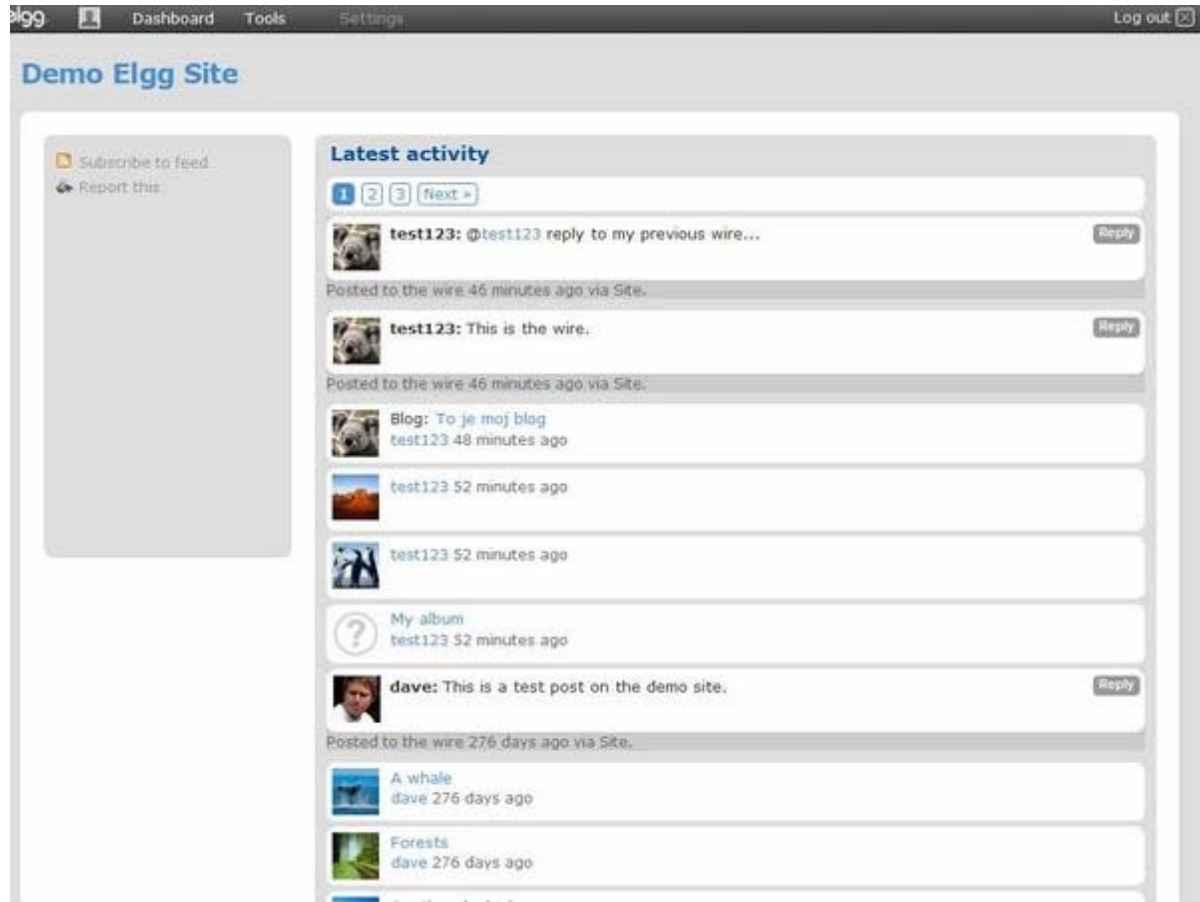 elgg Dashboard Tools Settings Log out
Demo Elgg Site
Subscribe to feed
Report this
Latest activity
1 2 3 Next »
test123: @test123 reply to my previous wire... Reply
Posted to the wire 46 minutes ago via Site.
test123: This is the wire. Reply
Posted to the wire 46 minutes ago via Site.
Blog: To je moj blog
test123 48 minutes ago
test123 52 minutes ago
test123 52 minutes ago
My album
test123 52 minutes ago
dave: This is a test post on the demo site. Reply
Posted to the wire 276 days ago via Site.
A whale
dave 276 days ago
Forests
dave 276 days ago